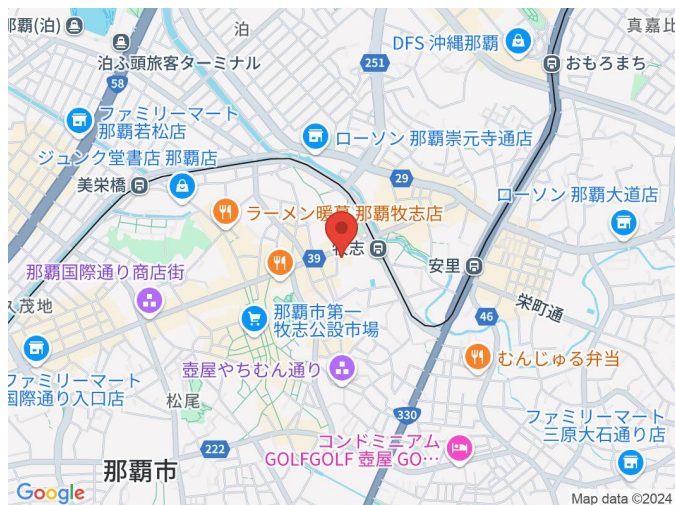 那覇(泊)
泊
真嘉比
DFS 沖縄那覇
泊ふ頭旅客ターミナル
251
おもろまち
58
ファミリーマート
那覇若松店
ローソン 那覇崇元寺通店
ジュンク堂書店 那覇店
美栄橋
29
ローソン 那覇大道店
ラーメン暖暮 那覇牧志店
牧志
39
安里
那覇国際通り商店街
久茂地
栄町通
那覇市第一
牧志公設市場
46
むんじゅる弁当
ファミリーマート
国際通り入口店
壺屋やちむん通り
松尾
330
ファミリーマート
三原大石通り店
222
コンドミニアム
GOLFGOLF 壺屋 GO…
那覇市
Google
Map data ©2024